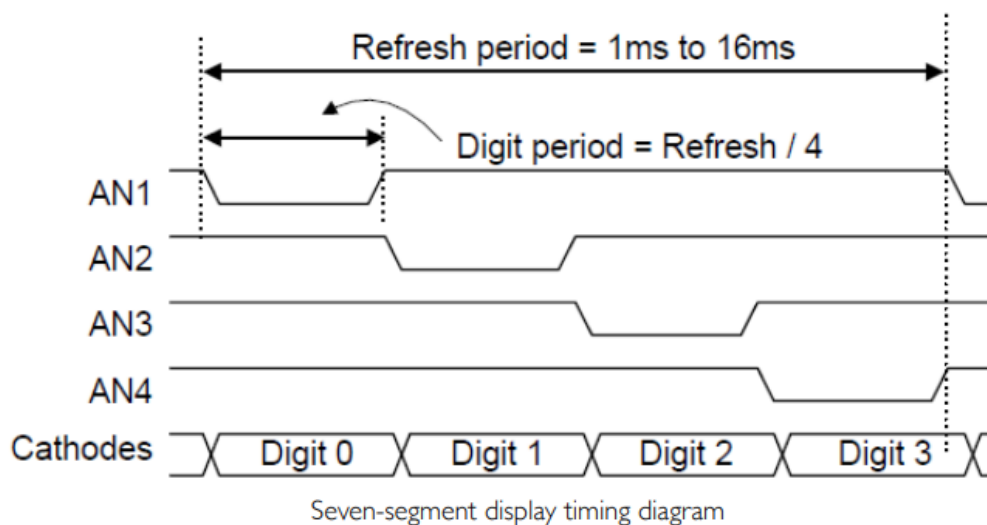 Refresh period = 1ms to 16ms
Digit period = Refresh / 4
AN1
AN2
AN3
AN4
Cathodes Digit 0 Digit 1 Digit 2 Digit 3
Seven-segment display timing diagram